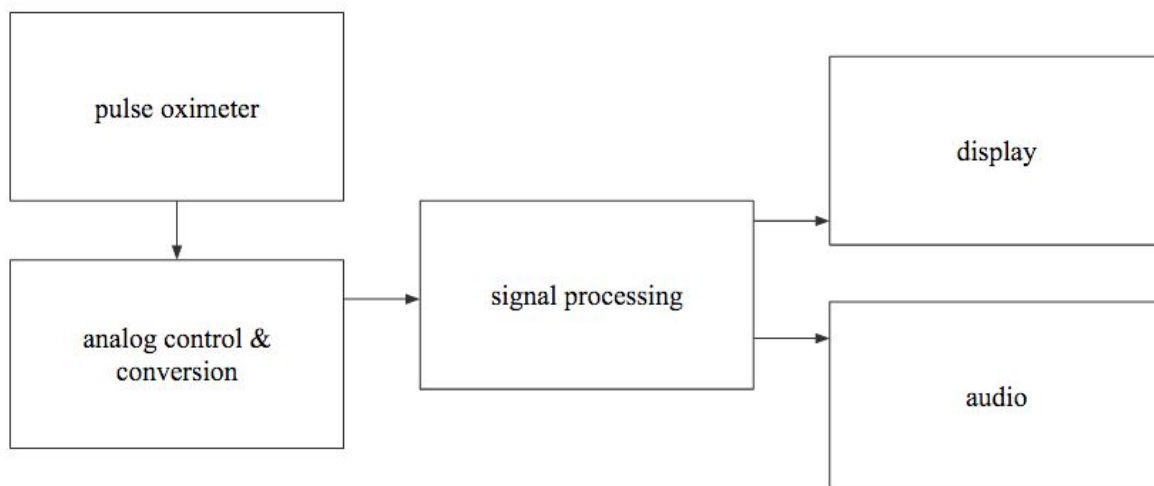 pulse oximeter
analog control &
conversion
signal processing
display
audio